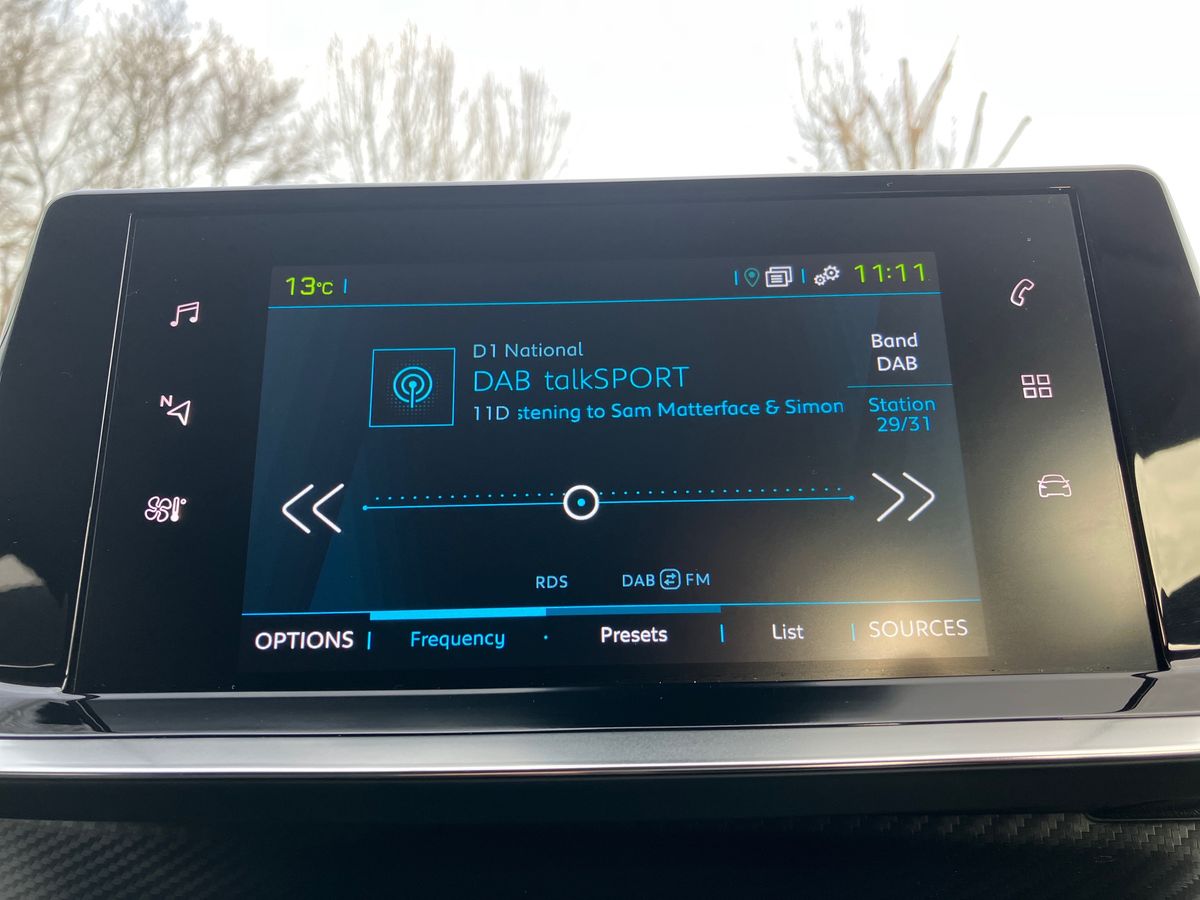 13°C
11:11
D1 National
DAB talkSPORT
11D stening to Sam Matterface & Simon
Band
DAB
Station
29/31
N
RDS
DAB FM
OPTIONS
Frequency
Presets
List
SOURCES